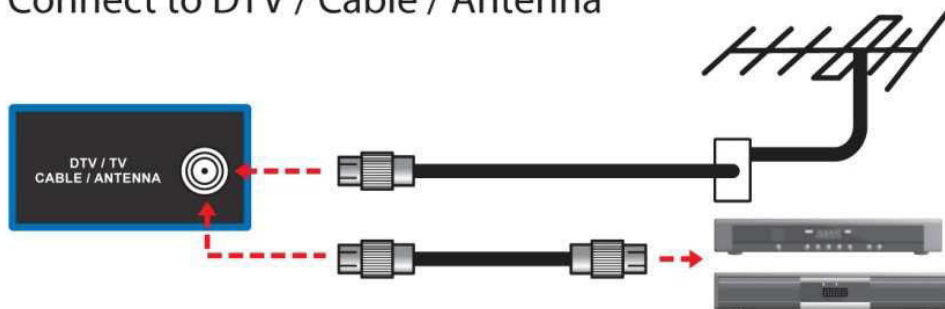 Connect to DTV / Cable / Antenna
DTV / TV
CABLE / ANTENNA